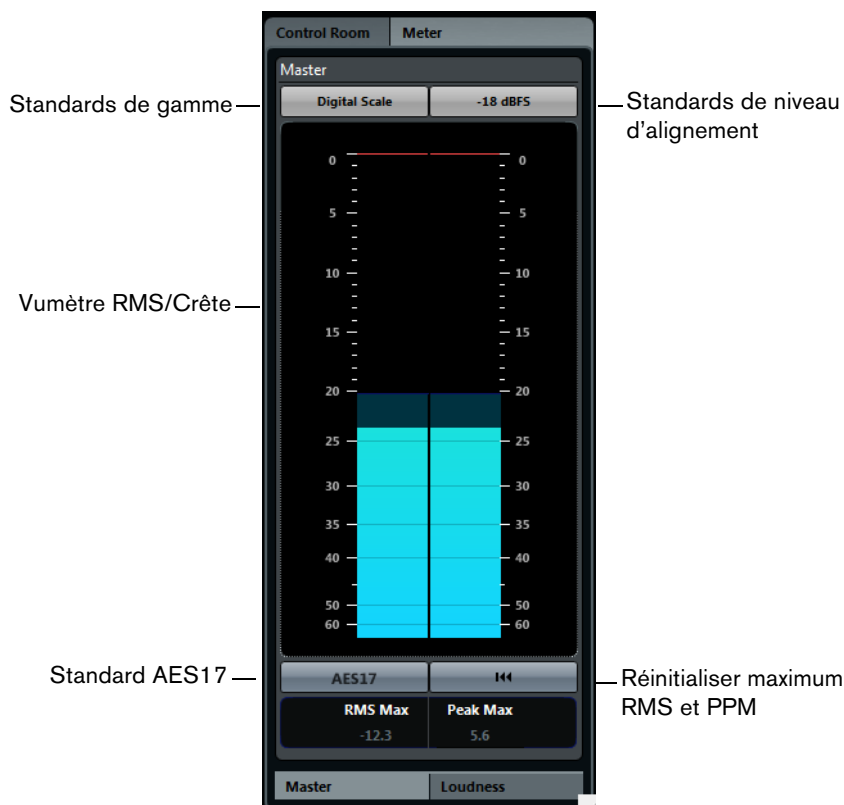 Control Room Meter
Master
Standards de gamme
Digital Scale -18 dBFS
Standards de niveau
d'alignement
0 0
5 5
10 10
Vumètre RMS/Crête
15 15
20 20
25 25
30 30
35 35
40 40
50 50
60 60
Standard AES17
AES17
Réinitialiser maximum
RMS et PPM
RMS Max Peak Max
-12.3 5.6
Master Loudness